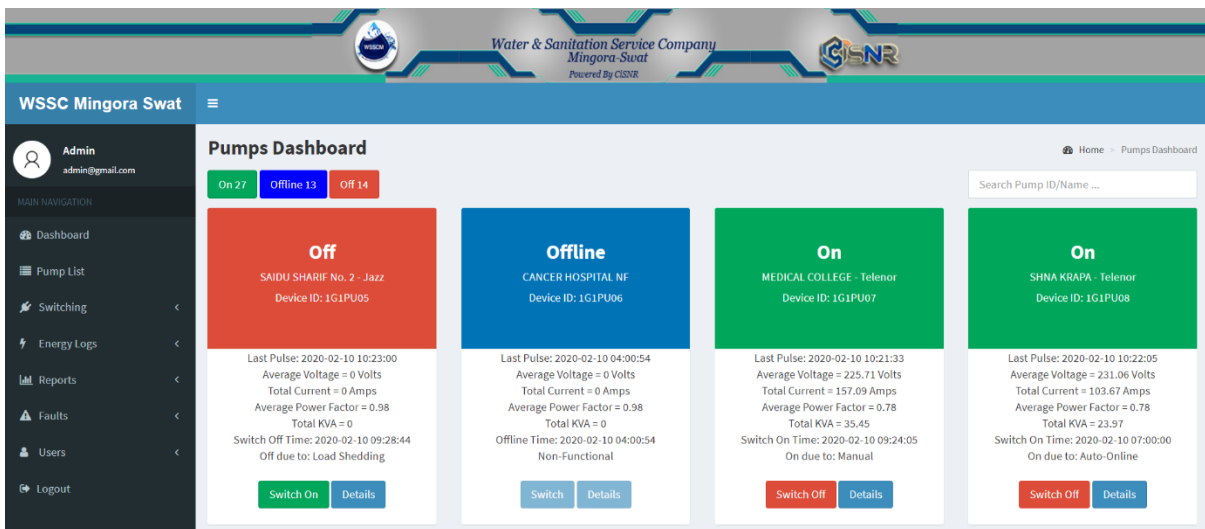 WSSCM
Water & Sanitation Service Company
Mingora-Swat
Powered By CISNR
CISNR
WSSC Mingora Swat
Admin
admin@gmail.com
MAIN NAVIGATION
Dashboard
Pump List
Switching
Energy Logs
Reports
Faults
Users
Logout
Pumps Dashboard
Home > Pumps Dashboard
On 27
Offline 13
Off 14
Search Pump ID/Name ...
Off
SAIDU SHARIF No. 2 - Jazz
Device ID: 1G1PU05
Last Pulse: 2020-02-10 10:23:00
Average Voltage = 0 Volts
Total Current = 0 Amps
Average Power Factor = 0.98
Total KVA = 0
Switch Off Time: 2020-02-10 09:28:44
Off due to: Load Shedding
Switch On
Details
Offline
CANCER HOSPITAL NF
Device ID: 1G1PU06
Last Pulse: 2020-02-10 04:00:54
Average Voltage = 0 Volts
Total Current = 0 Amps
Average Power Factor = 0.98
Total KVA = 0
Offline Time: 2020-02-10 04:00:54
Non-Functional
Switch
Details
On
MEDICAL COLLEGE - Telenor
Device ID: 1G1PU07
Last Pulse: 2020-02-10 10:21:33
Average Voltage = 225.71 Volts
Total Current = 157.09 Amps
Average Power Factor = 0.78
Total KVA = 35.45
Switch On Time: 2020-02-10 09:24:05
On due to: Manual
Switch Off
Details
On
SHNA KRAPA - Telenor
Device ID: 1G1PU08
Last Pulse: 2020-02-10 10:22:05
Average Voltage = 231.06 Volts
Total Current = 103.67 Amps
Average Power Factor = 0.78
Total KVA = 23.97
Switch On Time: 2020-02-10 07:00:00
On due to: Auto-Online
Switch Off
Details